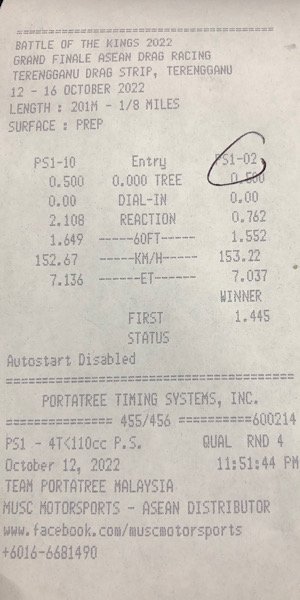 =====================================
BATTLE OF THE KINGS 2022
GRAND FINALE ASEAN DRAG RACING
TERENGGANU DRAG STRIP, TERENGGANU
12 - 16 OCTOBER 2022
LENGTH : 201M - 1/8 MILES
SURFACE : PREP
PS1-10 Entry PS1-02
0.500 0.000 TREE 0.500
0.00 DIAL-IN 0.00
2.108 REACTION 0.762
1.649 -----60FT----- 1.552
152.67 -----KM/H----- 153.22
7.136 ------ET------ 7.037
WINNER
FIRST 1.445
STATUS
Autostart Disabled
=====================================
PORTATREE TIMING SYSTEMS, INC.
============== 455/456 ==========600214
PS1 - 4T<110cc P.S. QUAL RND 4
October 12, 2022 11:51:44 PM
TEAM PORTATREE MALAYSIA
MUSC MOTORSPORTS - ASEAN DISTRIBUTOR
www.facebook.com/muscmotorsports
+6016-6681490